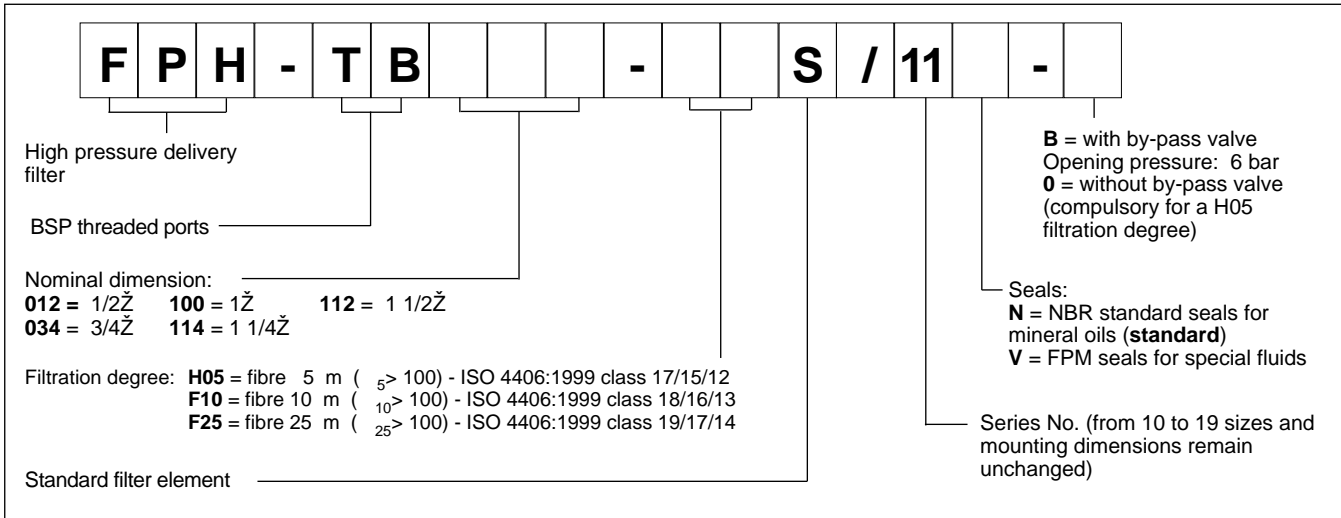 F P H - T B - S / 11 -
High pressure delivery
filter
BSP threaded ports
Nominal dimension:
012 = 1/2Ž 100 = 1Ž 112 = 1 1/2Ž
034 = 3/4Ž 114 = 1 1/4Ž
Filtration degree: H05 = fibre 5 m ( 5> 100) - ISO 4406:1999 class 17/15/12
F10 = fibre 10 m ( 10> 100) - ISO 4406:1999 class 18/16/13
F25 = fibre 25 m ( 25> 100) - ISO 4406:1999 class 19/17/14
Standard filter element
B = with by-pass valve
Opening pressure: 6 bar
0 = without by-pass valve
(compulsory for a H05
filtration degree)
Seals:
N = NBR standard seals for
mineral oils (standard)
V = FPM seals for special fluids
Series No. (from 10 to 19 sizes and
mounting dimensions remain
unchanged)